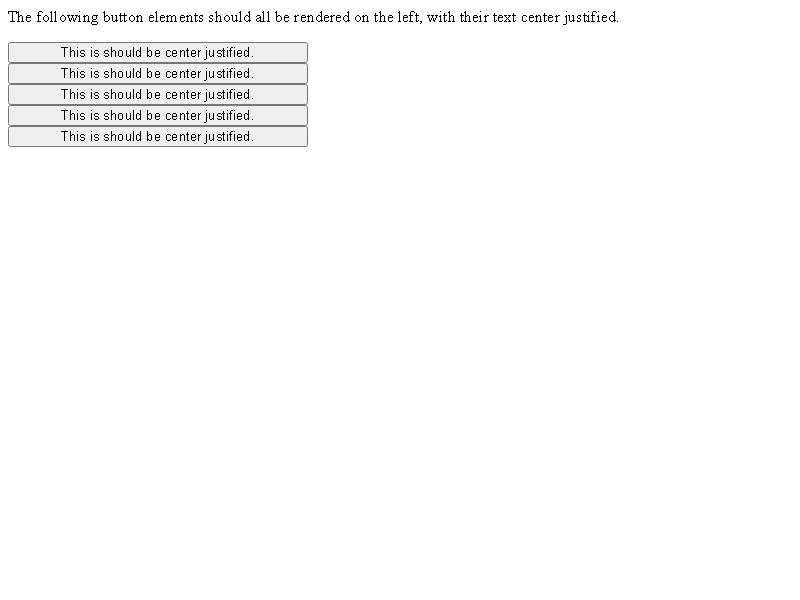 The following button elements should all be rendered on the left, with their text center justified.
This is should be center justified.
This is should be center justified.
This is should be center justified.
This is should be center justified.
This is should be center justified.